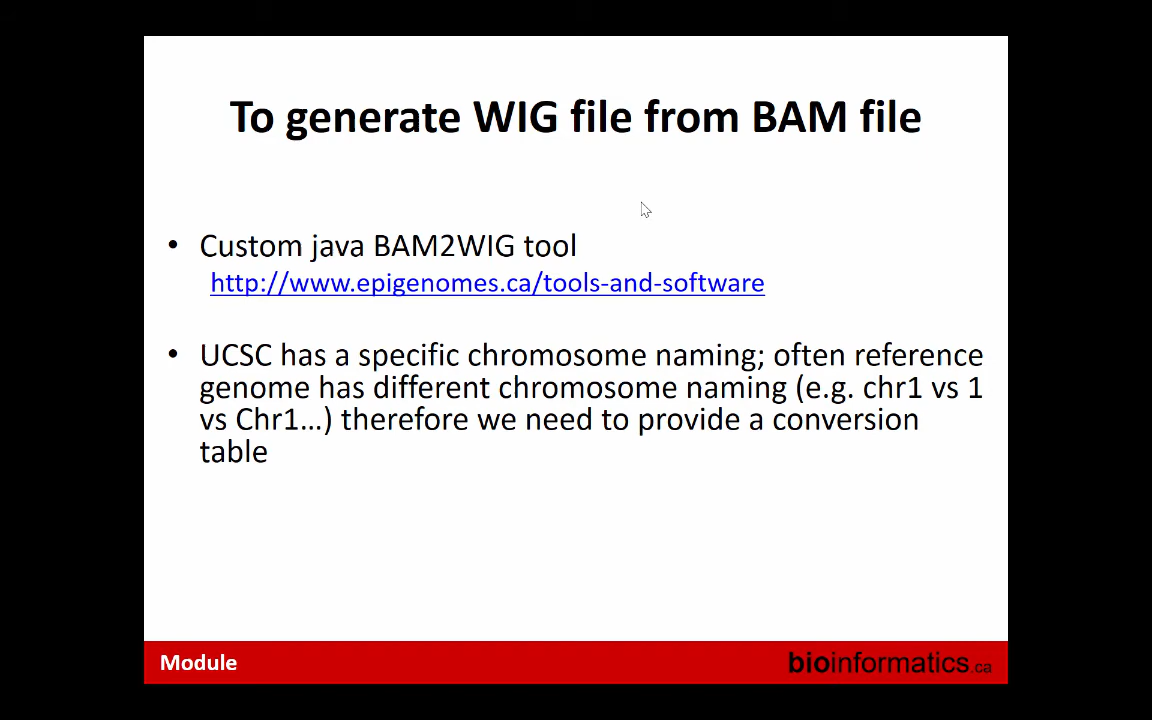 To generate WIG file from BAM file
• Custom java BAM2WIG tool
http://www.epigenomes.ca/tools-and-software
• UCSC has a specific chromosome naming; often reference
genome has different chromosome naming (e.g. chr1 vs 1
vs Chr1…) therefore we need to provide a conversion
table
Module
bioinformatics.ca